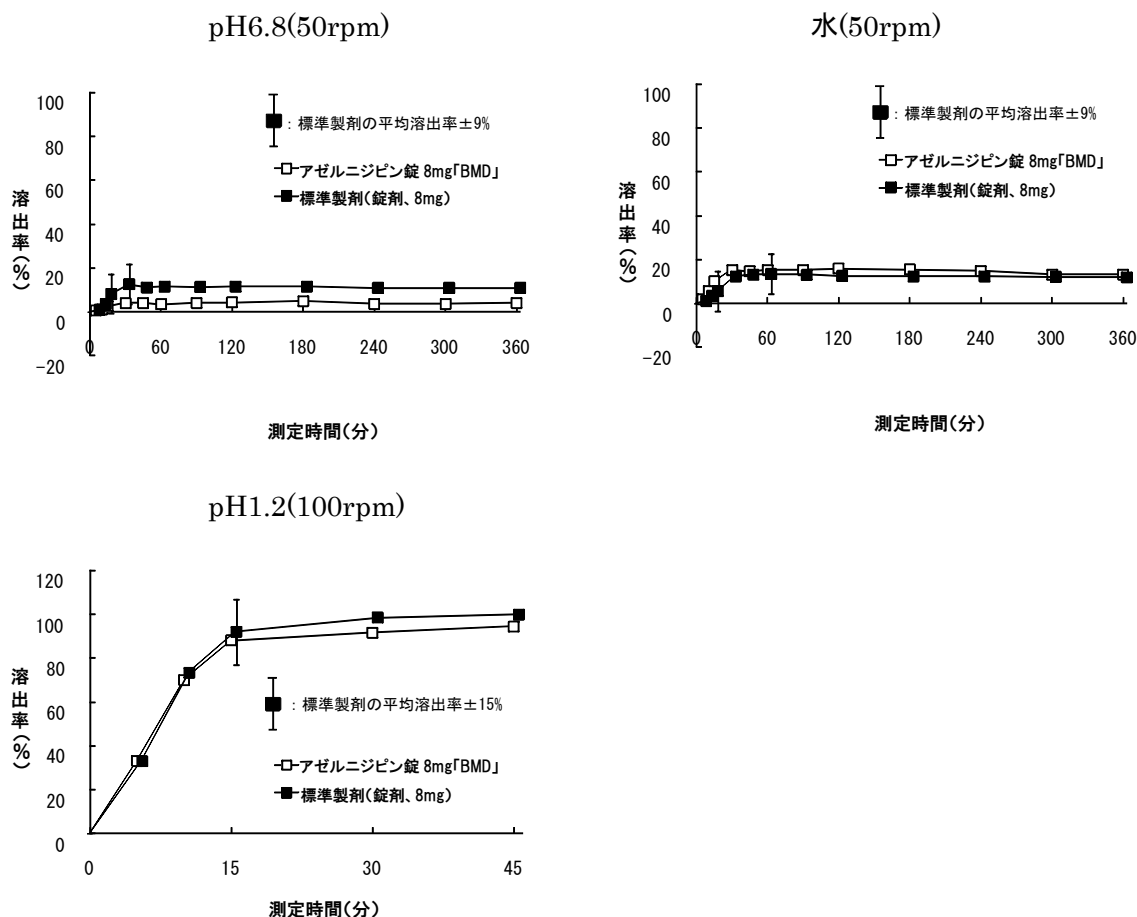 pH6.8(50rpm)
100
80
60
40
20
0
-20
溶出率(%)
: 標準製剤の平均溶出率±9%
アゼルニジピン錠 8mg「BMD」
標準製剤(錠剤、8mg)
0 60 120 180 240 300 360
測定時間(分)
水(50rpm)
100
80
60
40
20
0
-20
溶出率(%)
: 標準製剤の平均溶出率±9%
アゼルニジピン錠 8mg「BMD」
標準製剤(錠剤、8mg)
0 60 120 180 240 300 360
測定時間(分)
pH1.2(100rpm)
120
100
80
60
40
20
0
溶出率(%)
: 標準製剤の平均溶出率±15%
アゼルニジピン錠 8mg「BMD」
標準製剤(錠剤、8mg)
0 15 30 45
測定時間(分)